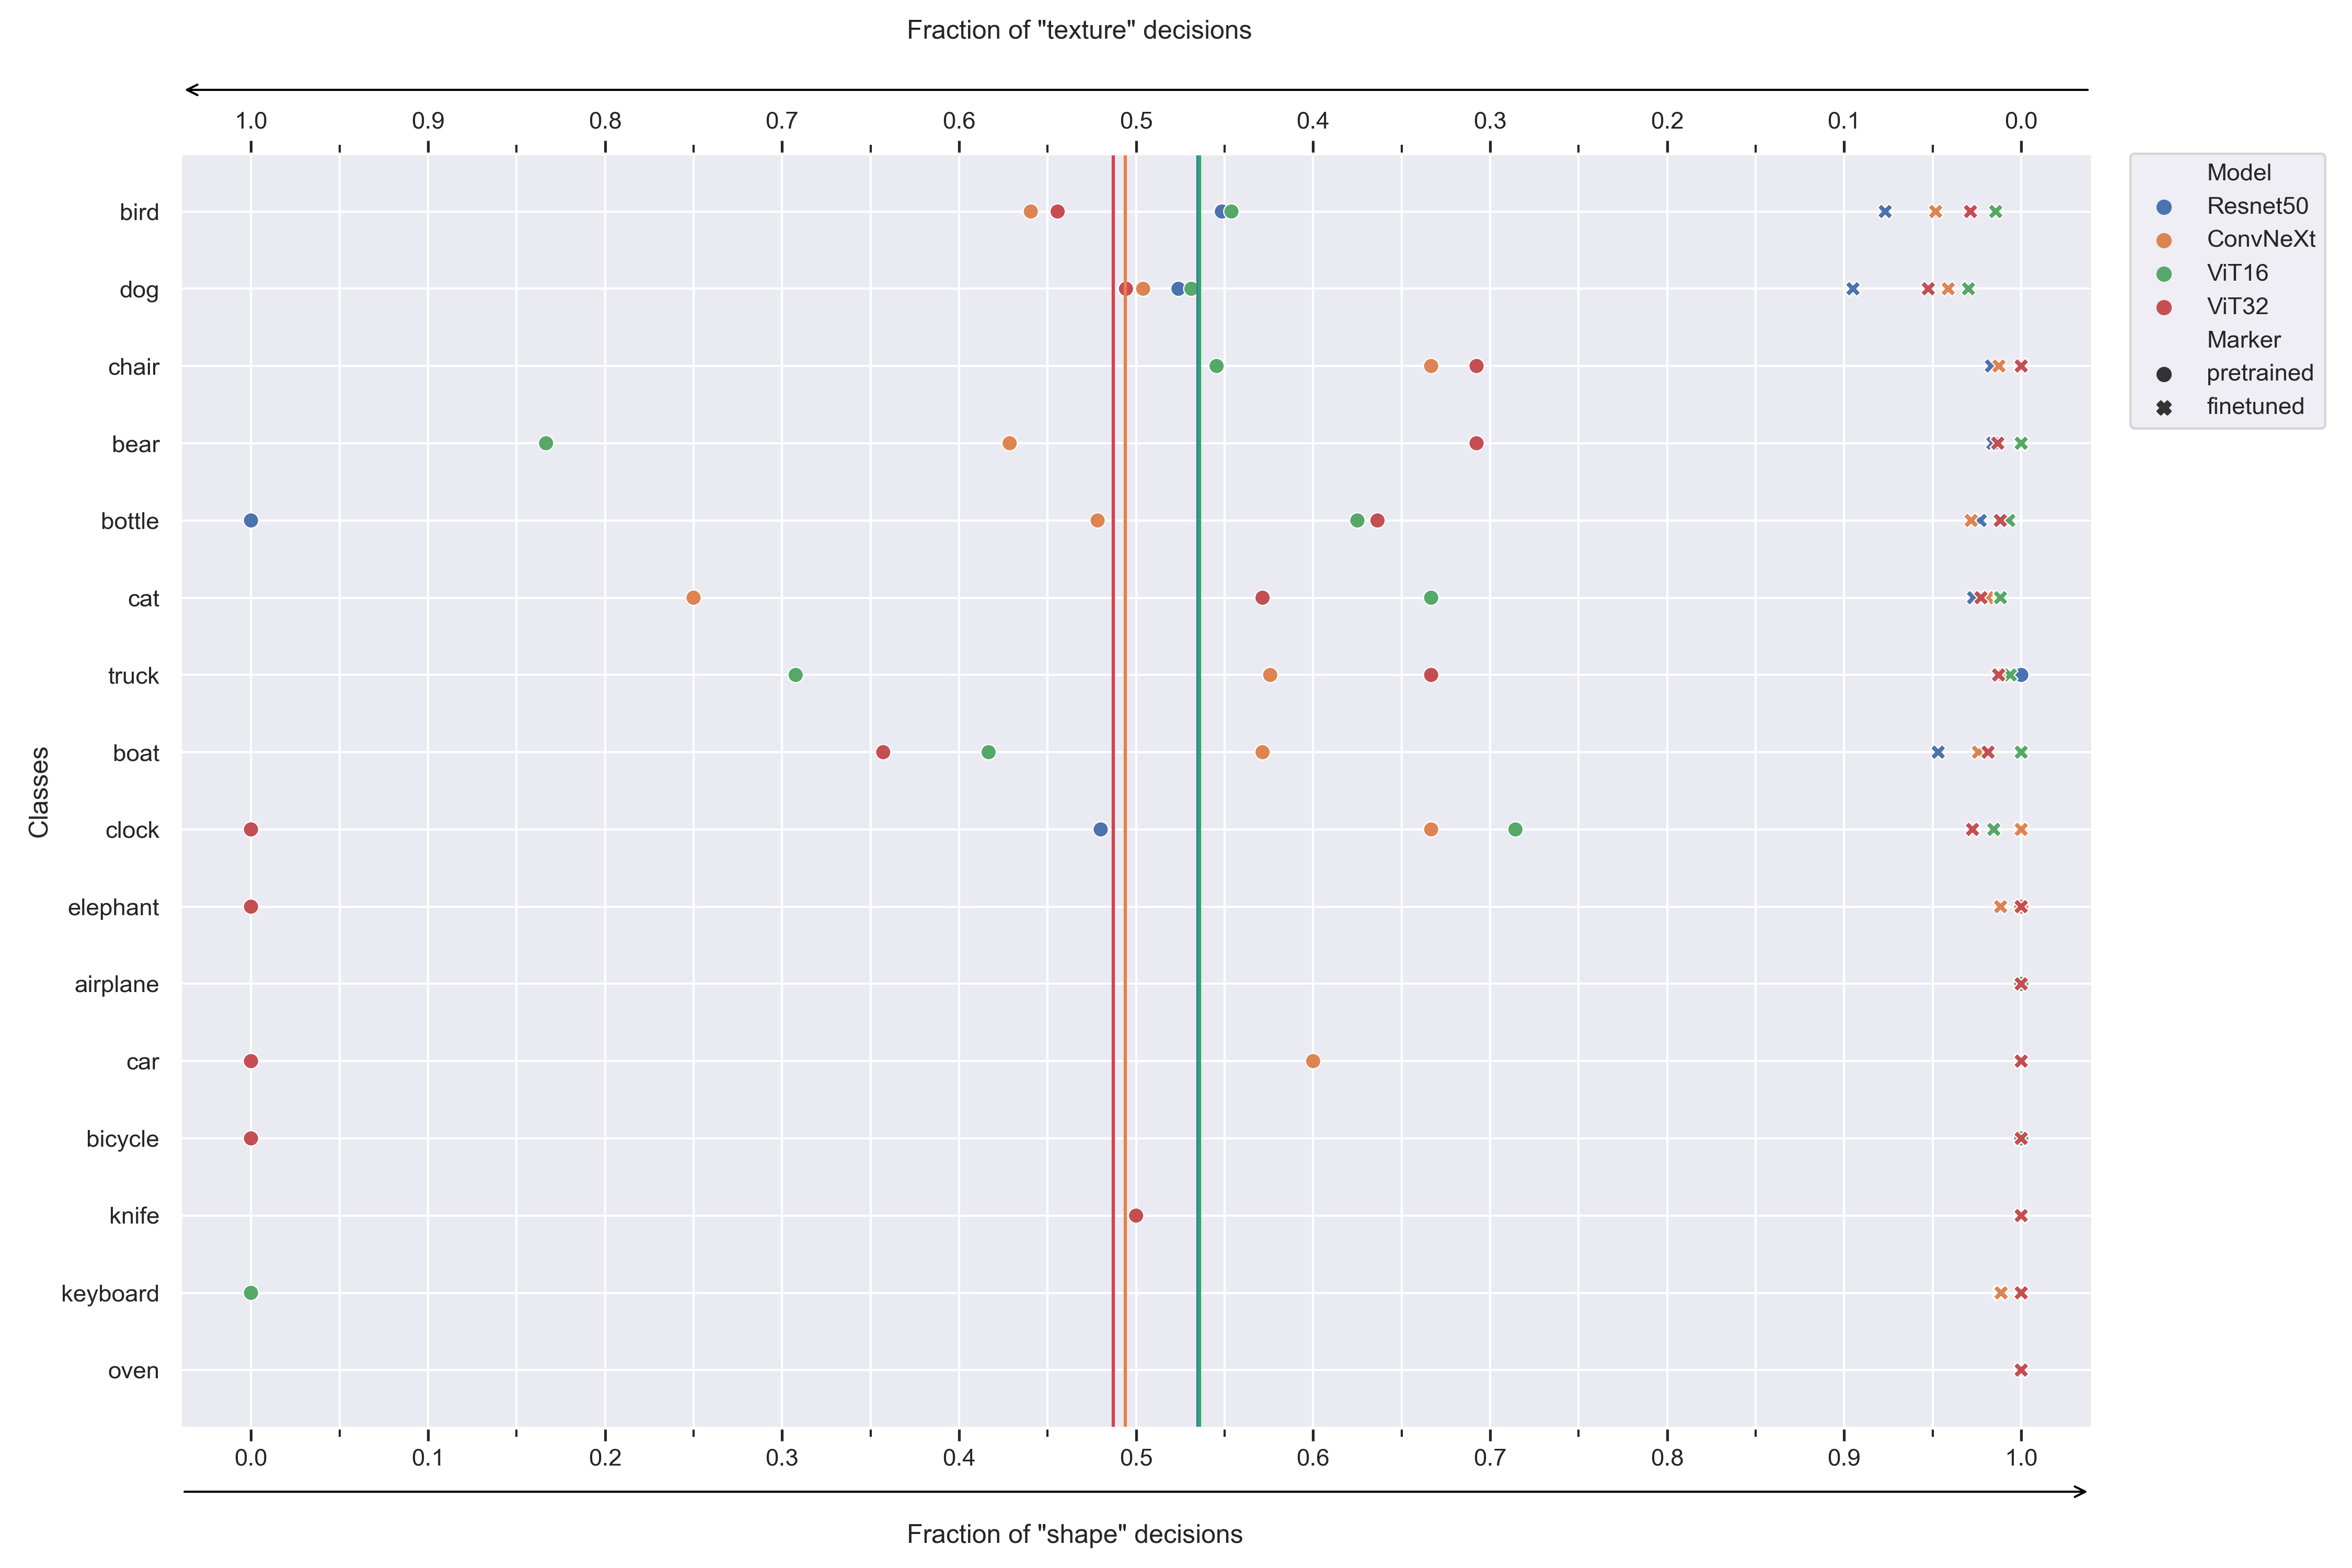 Fraction of "texture" decisions
1.0 0.9 0.8 0.7 0.6 0.5 0.4 0.3 0.2 0.1 0.0
Model
Resnet50
ConvNeXt
ViT16
ViT32
Marker
pretrained
finetuned
Classes
bird
dog
chair
bear
bottle
cat
truck
boat
clock
elephant
airplane
car
bicycle
knife
keyboard
oven
0.0 0.1 0.2 0.3 0.4 0.5 0.6 0.7 0.8 0.9 1.0
Fraction of "shape" decisions